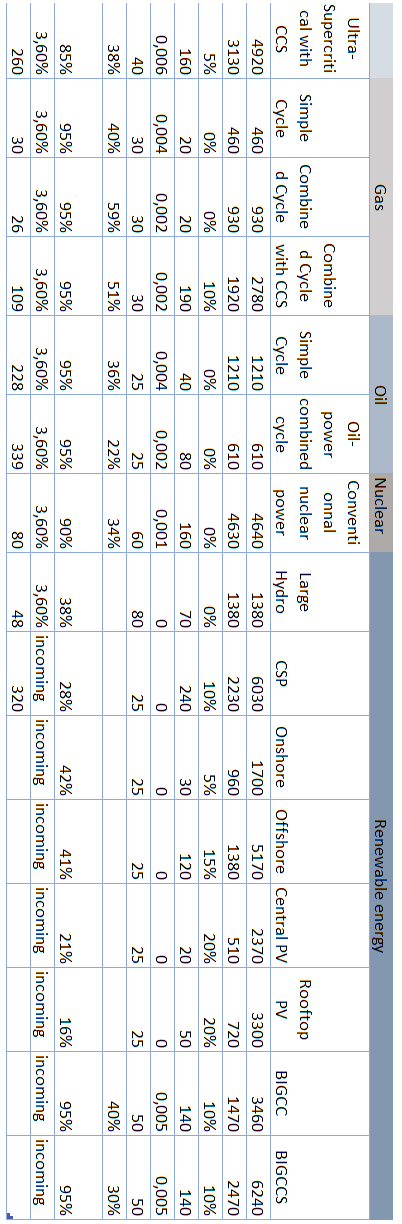 Gas Oil Nuclear Renewable energy
Ultra- Oil- Conventi
Supercriti Combine power onnal
cal with Simple Combine d Cycle Simple combined nuclear Large Rooftop
CCS Cycle d Cycle with CCS Cycle cycle power Hydro CSP Onshore Offshore Central PV PV BIGCC BIGCCS
4920 460 930 2780 1210 610 4640 1380 6030 1700 5170 2370 3300 3460 6240
3130 460 930 1920 1210 610 4630 1380 2230 960 1380 510 720 1470 2470
5% 0% 0% 10% 0% 0% 0% 0% 10% 5% 15% 20% 20% 10% 10%
160 20 20 190 40 80 160 70 240 30 120 20 50 140 140
0,006 0,004 0,002 0,002 0,004 0,002 0,001 0 0 0 0 0 0 0,005 0,005
40 30 30 30 25 25 60 80 25 25 25 25 25 50 50
38% 40% 59% 51% 36% 22% 34% 40% 30%
85% 95% 95% 95% 95% 95% 90% 38% 28% 42% 41% 21% 16% 95% 95%
3,60% 3,60% 3,60% 3,60% 3,60% 3,60% 3,60% 3,60% incoming incoming incoming incoming incoming incoming incoming
260 30 26 109 228 339 80 48 320